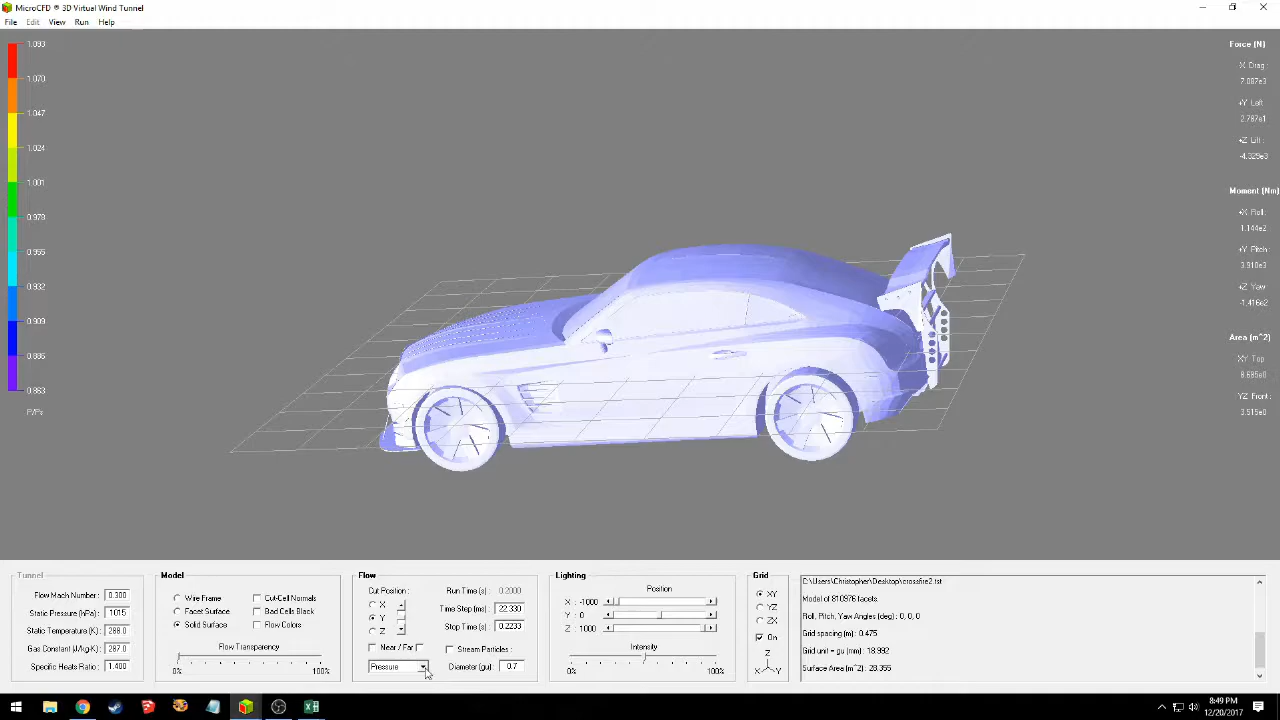 MicroCFD ® 3D Virtual Wind Tunnel
File Edit View Run Help
1.093
1.070
1.047
1.024
1.001
0.978
0.955
0.932
0.909
0.885
0.863
P/Ps
Force (N)
X Drag :
7.087e3
+Y Left
2.787e1
+Z Lift :
-4.329e3
Moment (Nm)
+X Roll :
1.144e2
+Y Pitch :
3.910e3
+Z Yaw :
-1.416e2
Area (m^2)
XY Top
8.685e0
YZ Front :
3.515e0
Tunnel
Flow Mach Number : 0.300
Static Pressure (hPa) : 1015
Static Temperature (K) : 288.0
Gas Constant (J/kg-K) : 287.0
Specific Heats Ratio : 1.400
Model
Wire Frame
Facet Surface
Solid Surface
Cut-Cell Normals
Bad Cells Black
Flow Colors
Flow Transparency
0% 100%
Flow
Cut Position :
X
Y
Z
Near / Far
Pressure
Run Time (s) : 0.2000
Time Step (ms) : 22.330
Stop Time (s) : 0.2233
Stream Particles :
Diameter (gu) : 0.7
Lighting
Position
X : -1000
Y : 0
Z : 1000
Intensity
0% 100%
Grid
XY
YZ
ZX
On
Z
X Y
C:\Users\Christopher\Desktop\crossfire2.tst
Model of 810976 facets.
Roll, Pitch, Yaw Angles (deg) : 0, 0, 0
Grid spacing (m) : 0.475
Grid unit = gu (mm) : 18.992
Surface Area (m^2) : 28.355
8:49 PM
12/20/2017